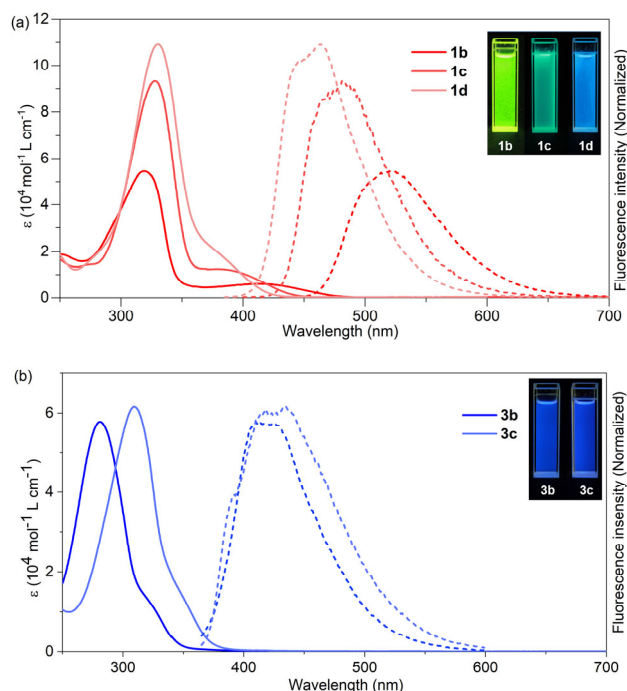 (a)
12
10
8
6
4
2
0
ε (10⁴ mol⁻¹ L cm⁻¹)
1b
1c
1d
1b 1c 1d
Fluorescence intensity (Normalized)
300 400 500 600 700
Wavelength (nm)
(b)
6
4
2
0
ε (10⁴ mol⁻¹ L cm⁻¹)
3b
3c
3b 3c
Fluorescence insensity (Normalized)
300 400 500 600 700
Wavelength (nm)